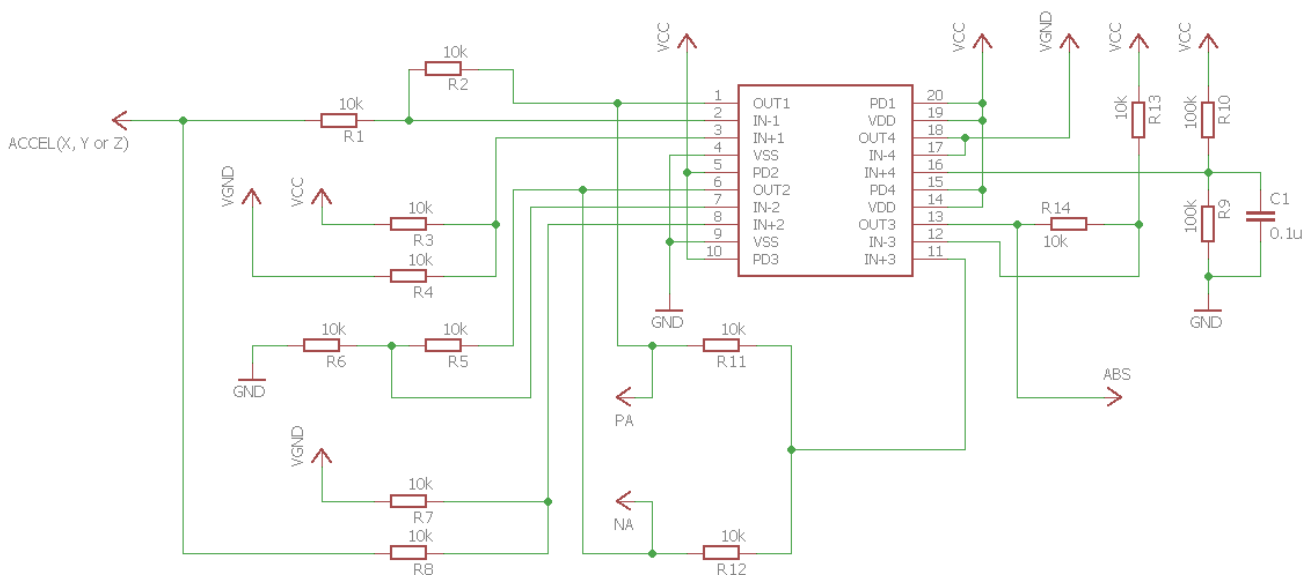 ACCEL(X, Y or Z)
10k
R1
10k
R2
VGND
VCC
10k
R3
10k
R4
10k
R6
10k
R5
GND
VGND
10k
R7
10k
R8
VCC
1 OUT1
2 IN-1
3 IN+1
4 VSS
5 PD2
6 OUT2
7 IN-2
8 IN+2
9 VSS
10 PD3
PD1 20
VDD 19
OUT4 18
IN-4 17
IN+4 16
PD4 15
VDD 14
OUT3 13
IN-3 12
IN+3 11
GND
10k
R11
PA
NA
10k
R12
VCC
VGND
VCC
VCC
10k
R13
100k
R10
R14
10k
100k
R9
C1
0.1u
GND
ABS